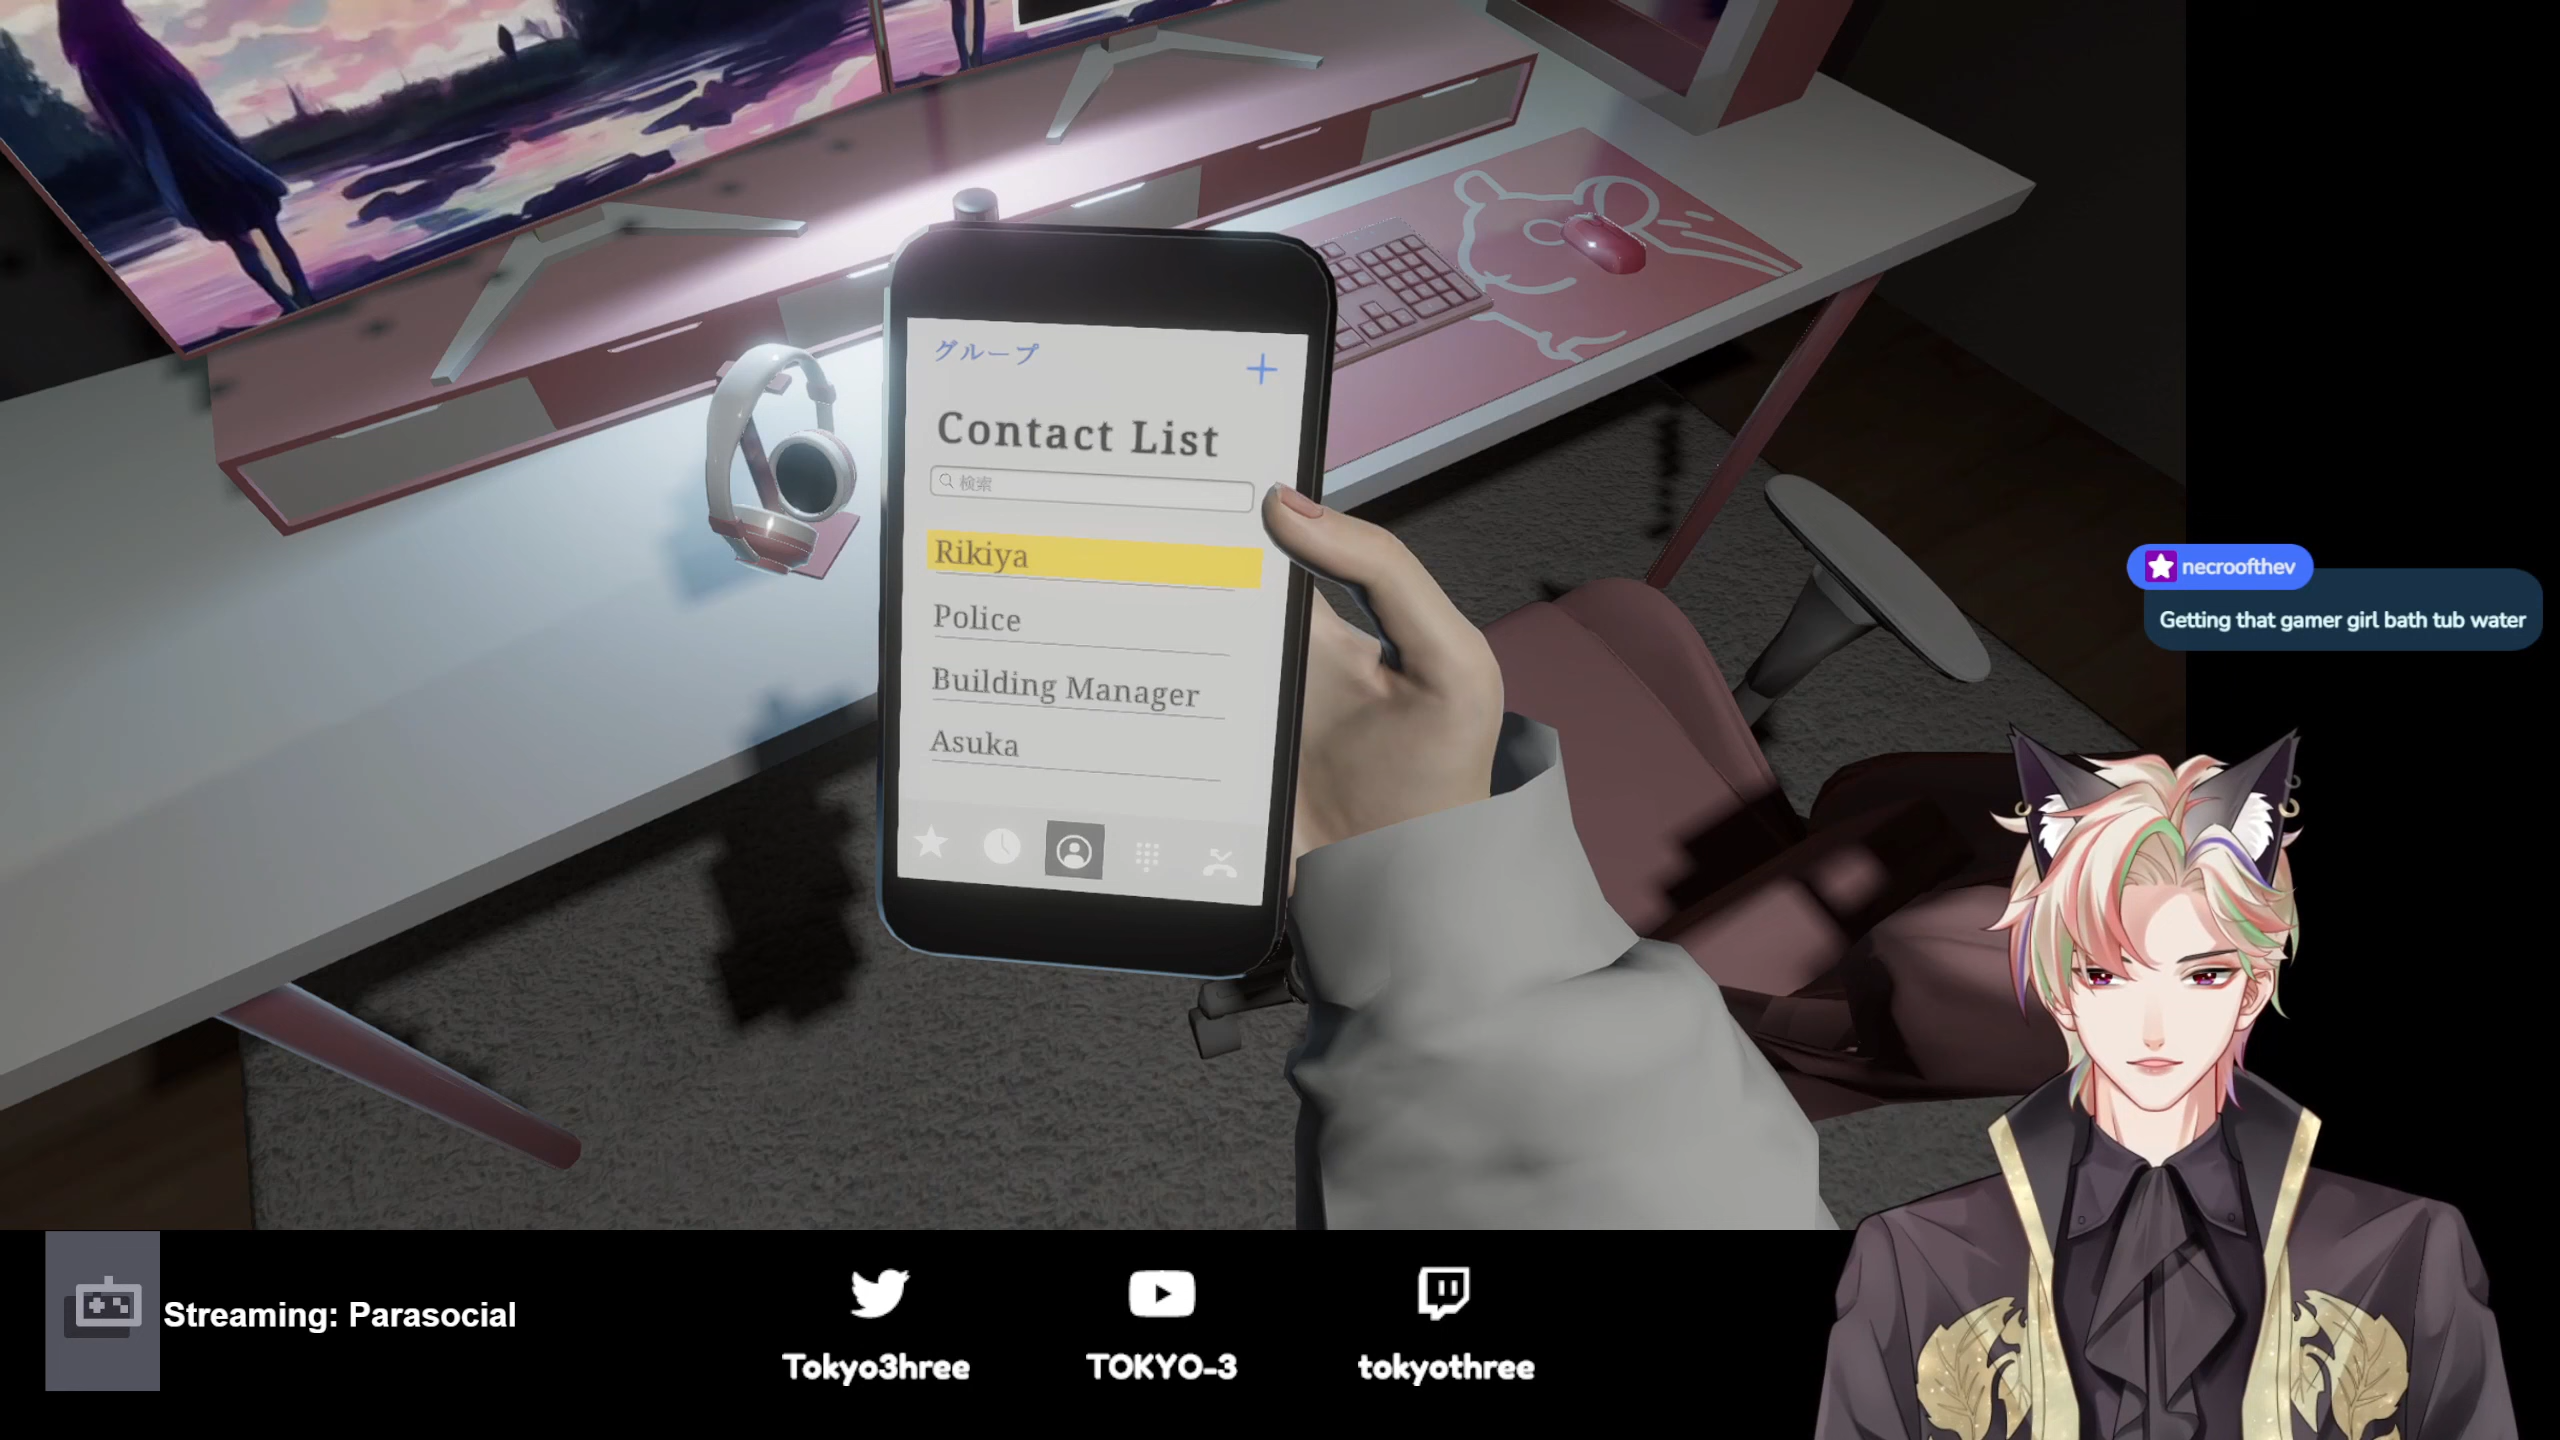 グループ
+
Contact List
検索
Rikiya
Police
Building Manager
Asuka
necroofthev
Getting that gamer girl bath tub water
Streaming: Parasocial
Tokyo3hree
TOKYO-3
tokyothree